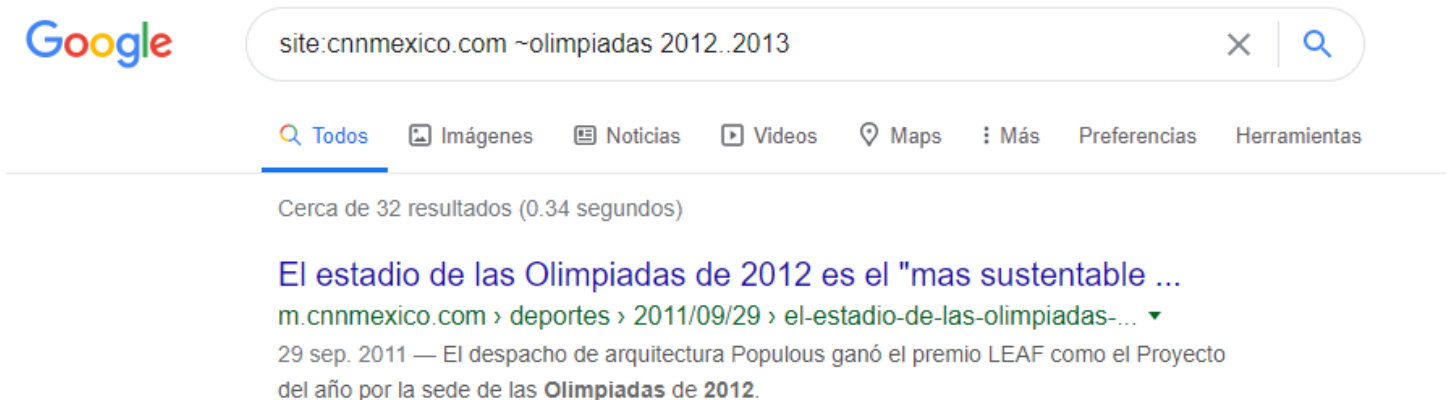 Google
site:cnnmexico.com ~olimpiadas 2012..2013
Todos Imágenes Noticias Videos Maps Más Preferencias Herramientas
Cerca de 32 resultados (0.34 segundos)
El estadio de las Olimpiadas de 2012 es el "mas sustentable ...
m.cnnmexico.com › deportes › 2011/09/29 › el-estadio-de-las-olimpiadas-...
29 sep. 2011 — El despacho de arquitectura Populous ganó el premio LEAF como el Proyecto
del año por la sede de las Olimpiadas de 2012.